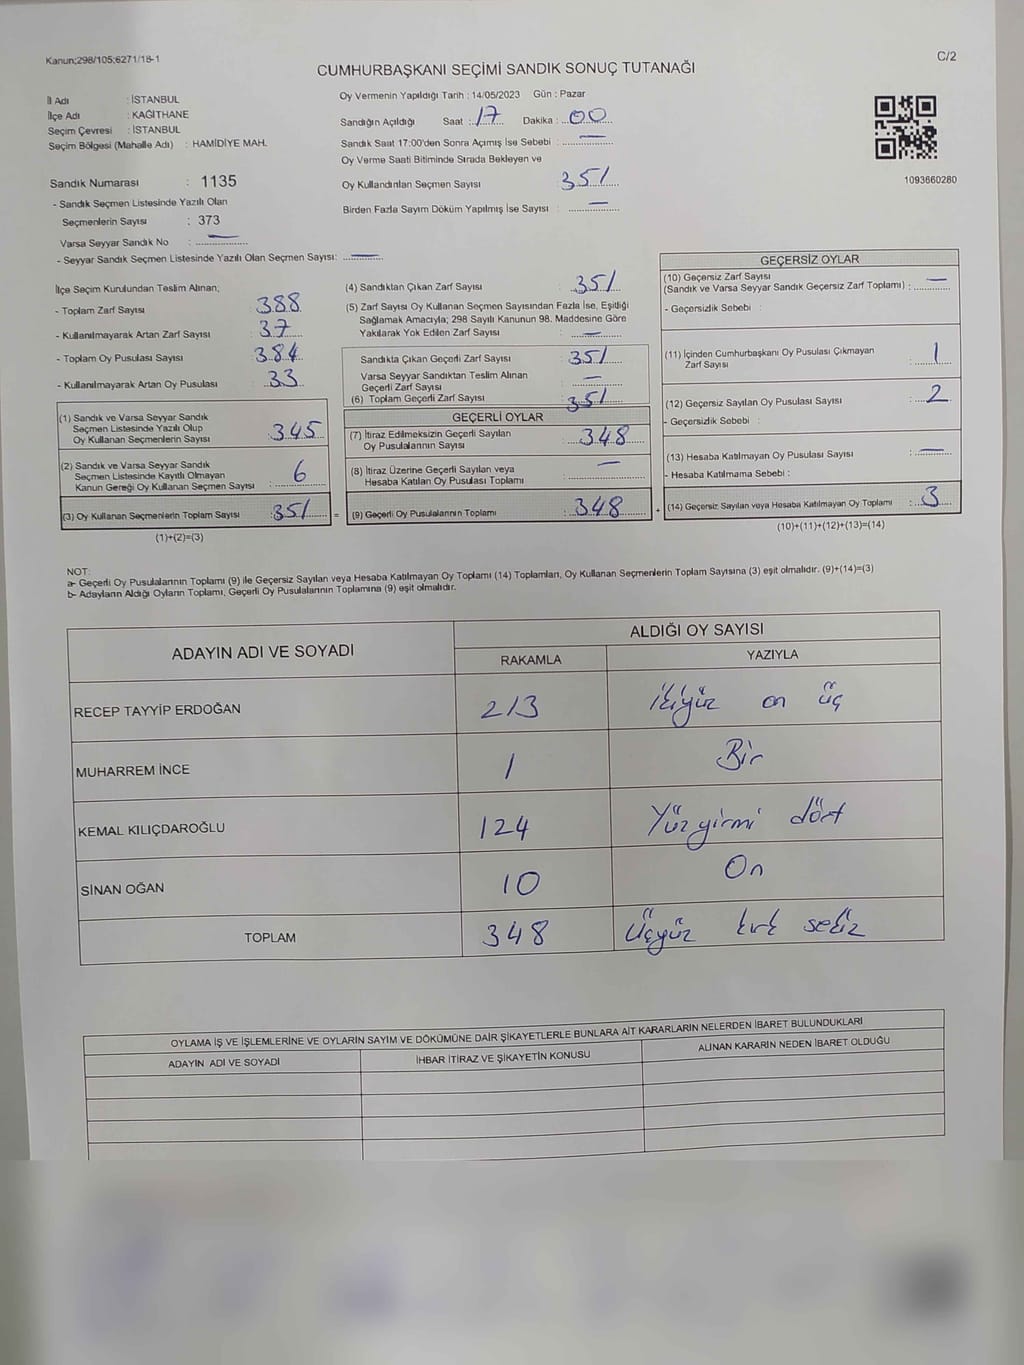 Kanun;298/105;6271/18-1
C/2
CUMHURBAŞKANI SEÇİMİ SANDIK SONUÇ TUTANAĞI
İl Adı : İSTANBUL
İlçe Adı : KAĞITHANE
Seçim Çevresi : İSTANBUL
Seçim Bölgesi (Mahalle Adı) : HAMİDİYE MAH.
Sandık Numarası : 1135
- Sandık Seçmen Listesinde Yazılı Olan
Seçmenlerin Sayısı : 373
Varsa Seyyar Sandık No : —
- Seyyar Sandık Seçmen Listesinde Yazılı Olan Seçmen Sayısı: —
Oy Vermenin Yapıldığı Tarih : 14/05/2023 Gün : Pazar
Sandığın Açıldığı Saat : 17 Dakika : 00
Sandık Saat 17:00'den Sonra Açımış İse Sebebi : —
Oy Verme Saati Bitiminde Sırada Bekleyen ve
Oy Kullandırılan Seçmen Sayısı 351
Birden Fazla Sayım Döküm Yapılmış İse Sayısı : —
1093660280
İlçe Seçim Kurulundan Teslim Alınan;
- Toplam Zarf Sayısı 388
- Kullanılmayarak Artan Zarf Sayısı : 37
- Toplam Oy Pusulası Sayısı : 384
- Kullanılmayarak Artan Oy Pusulası : 33
(1) Sandık ve Varsa Seyyar Sandık
Seçmen Listesinde Yazılı Olup
Oy Kullanan Seçmenlerin Sayısı : 345
(2) Sandık ve Varsa Seyyar Sandık
Seçmen Listesinde Kayıtlı Olmayan
Kanun Gereği Oy Kullanan Seçmen Sayısı : 6
(3) Oy Kullanan Seçmenlerin Toplam Sayısı : 351 =
(1)+(2)=(3)
(4) Sandıktan Çıkan Zarf Sayısı : 351
(5) Zarf Sayısı Oy Kullanan Seçmen Sayısından Fazla İse, Eşitliği
Sağlamak Amacıyla; 298 Sayılı Kanunun 98. Maddesine Göre
Yakılarak Yok Edilen Zarf Sayısı : —
Sandıkta Çıkan Geçerli Zarf Sayısı : 351
Varsa Seyyar Sandıktan Teslim Alınan
Geçerli Zarf Sayısı : —
(6) Toplam Geçerli Zarf Sayısı : 351
GEÇERLİ OYLAR
(7) İtiraz Edilmeksizin Geçerli Sayılan
Oy Pusulalarının Sayısı : 348
(8) İtiraz Üzerine Geçerli Sayılan veya
Hesaba Katılan Oy Pusulası Toplamı : —
(9) Geçerli Oy Pusulalarının Toplamı : 348
GEÇERSİZ OYLAR
(10) Geçersiz Zarf Sayısı
(Sandık ve Varsa Seyyar Sandık Geçersiz Zarf Toplamı) : —
- Geçersizlik Sebebi :
(11) İçinden Cumhurbaşkanı Oy Pusulası Çıkmayan
Zarf Sayısı : 1
(12) Geçersiz Sayılan Oy Pusulası Sayısı : 2
- Geçersizlik Sebebi :
(13) Hesaba Katılmayan Oy Pusulası Sayısı : —
- Hesaba Katılmama Sebebi :
(14) Geçersiz Sayılan veya Hesaba Katılmayan Oy Toplamı : 3
(10)+(11)+(12)+(13)=(14)
NOT:
a- Geçerli Oy Pusulalarının Toplamı (9) ile Geçersiz Sayılan veya Hesaba Katılmayan Oy Toplamı (14) Toplamları, Oy Kullanan Seçmenlerin Toplam Sayısına (3) eşit olmalıdır. (9)+(14)=(3)
b- Adayların Aldığı Oyların Toplamı, Geçerli Oy Pusulalarının Toplamına (9) eşit olmalıdır.
ADAYIN ADI VE SOYADI
ALDIĞI OY SAYISI
RAKAMLA YAZIYLA
RECEP TAYYİP ERDOĞAN 213 ikiyüz on üç
MUHARREM İNCE 1 Bir
KEMAL KILIÇDAROĞLU 124 Yüz yirmi dört
SİNAN OĞAN 10 On
TOPLAM 348 Üçyüz kırk sekiz
OYLAMA İŞ VE İŞLEMLERİNE VE OYLARIN SAYIM VE DÖKÜMÜNE DAİR ŞİKAYETLERLE BUNLARA AİT KARARLARIN NELERDEN İBARET BULUNDUKLARI
ADAYIN ADI VE SOYADI İHBAR İTİRAZ VE ŞİKAYETİN KONUSU ALINAN KARARIN NEDEN İBARET OLDUĞU